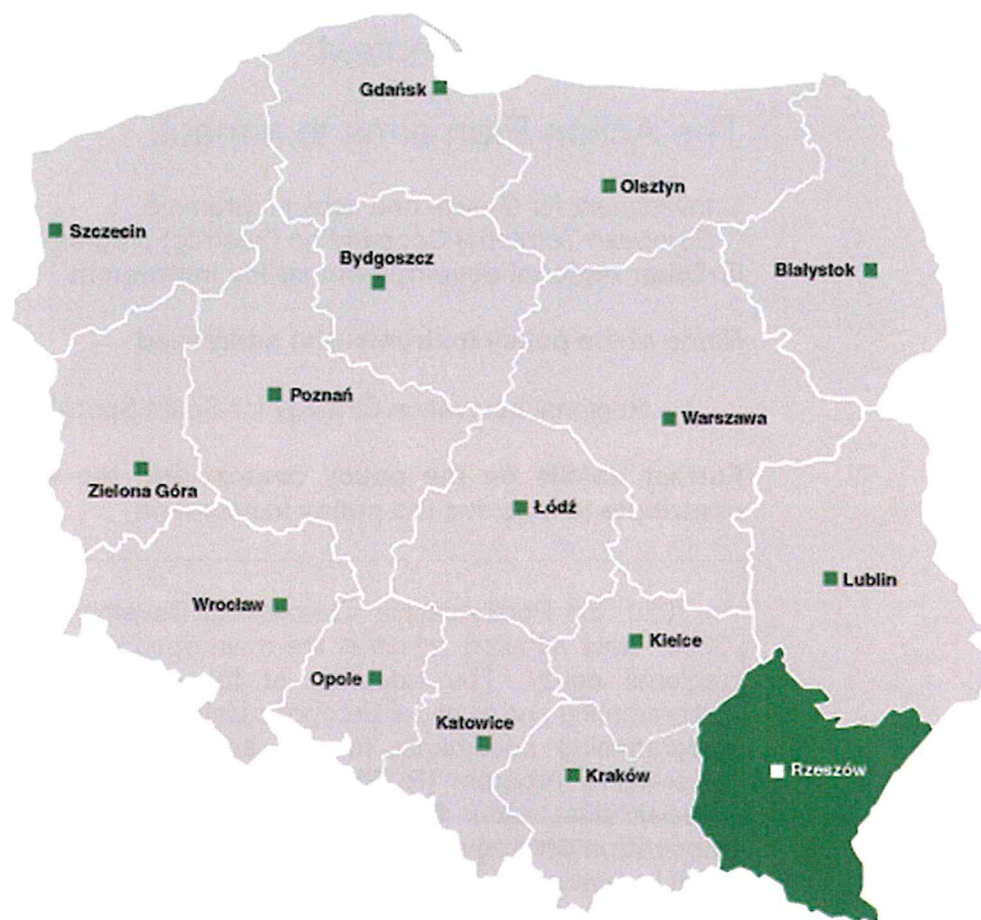 Gdańsk
Olsztyn
Szczecin
Bydgoszcz
Białystok
Poznań
Warszawa
Zielona Góra
Łódź
Lublin
Wrocław
Kielce
Opole
Katowice
Kraków
Rzeszów